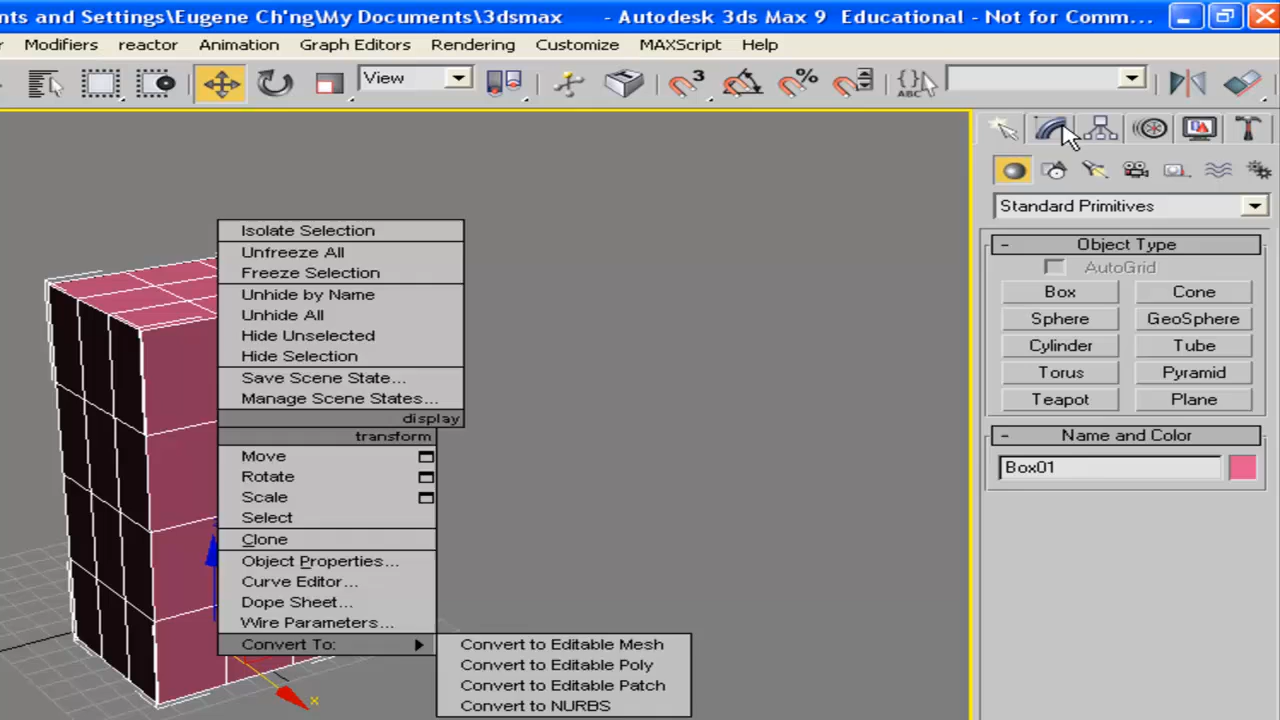 nts and Settings\Eugene Ch'ng\My Documents\3dsmax - Autodesk 3ds Max 9 Educational - Not for Comm...
r Modifiers reactor Animation Graph Editors Rendering Customize MAXScript Help
View 3 % {} ABC
Standard Primitives
- Object Type
AutoGrid
Box Cone
Sphere GeoSphere
Cylinder Tube
Torus Pyramid
Teapot Plane
- Name and Color
Box01
Isolate Selection
Unfreeze All
Freeze Selection
Unhide by Name
Unhide All
Hide Unselected
Hide Selection
Save Scene State...
Manage Scene States...
display
transform
Move
Rotate
Scale
Select
Clone
Object Properties...
Curve Editor...
Dope Sheet...
Wire Parameters...
Convert To:
Convert to Editable Mesh
Convert to Editable Poly
Convert to Editable Patch
Convert to NURBS
x